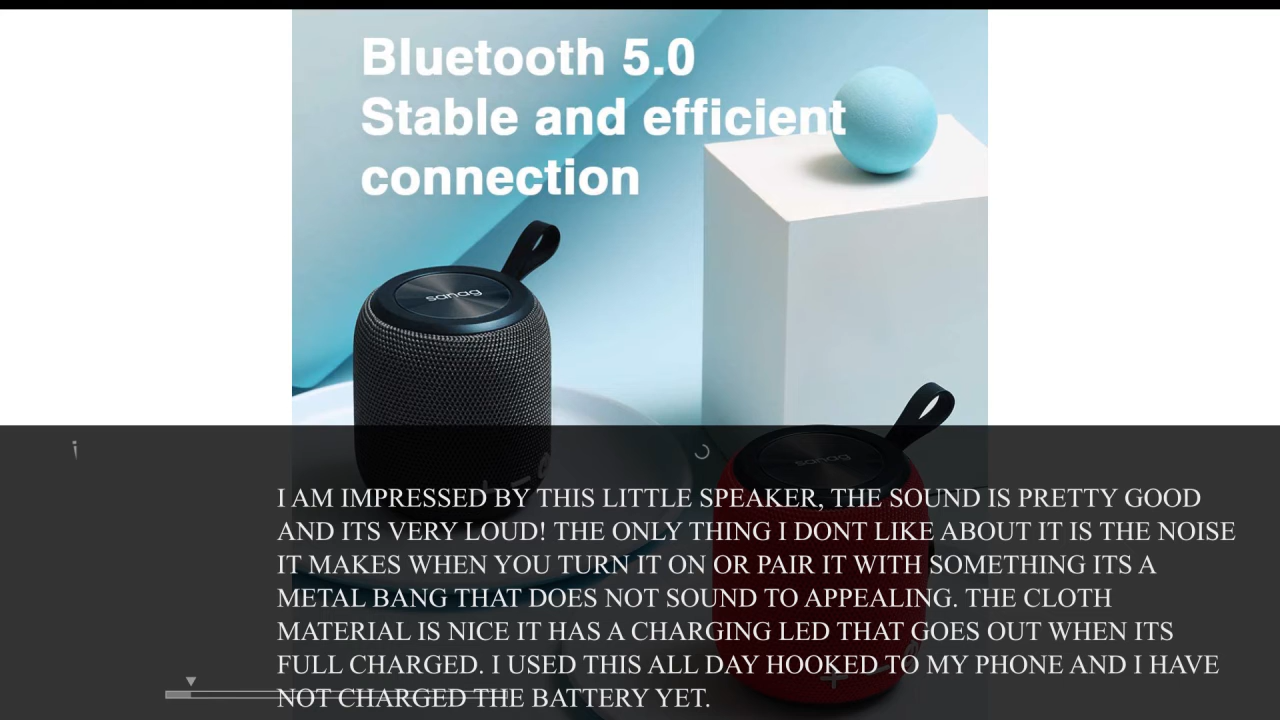 Bluetooth 5.0
Stable and efficient
connection
sanag
sanag
I AM IMPRESSED BY THIS LITTLE SPEAKER, THE SOUND IS PRETTY GOOD
AND ITS VERY LOUD! THE ONLY THING I DONT LIKE ABOUT IT IS THE NOISE
IT MAKES WHEN YOU TURN IT ON OR PAIR IT WITH SOMETHING ITS A
METAL BANG THAT DOES NOT SOUND TO APPEALING. THE CLOTH
MATERIAL IS NICE IT HAS A CHARGING LED THAT GOES OUT WHEN ITS
FULL CHARGED. I USED THIS ALL DAY HOOKED TO MY PHONE AND I HAVE
NOT CHARGED THE BATTERY YET.